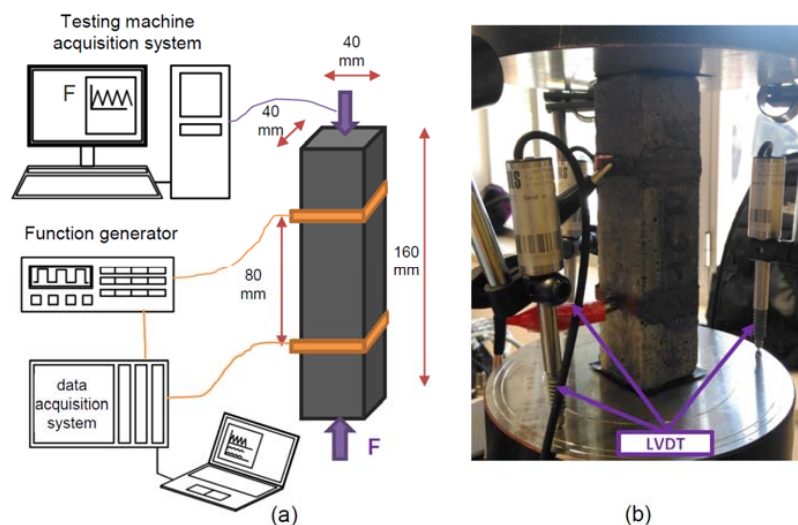 Testing machine
acquisition system
F
40
mm
40
mm
Function generator
80
mm
160
mm
data
acquisition
system
F
(a)
LVDT
(b)